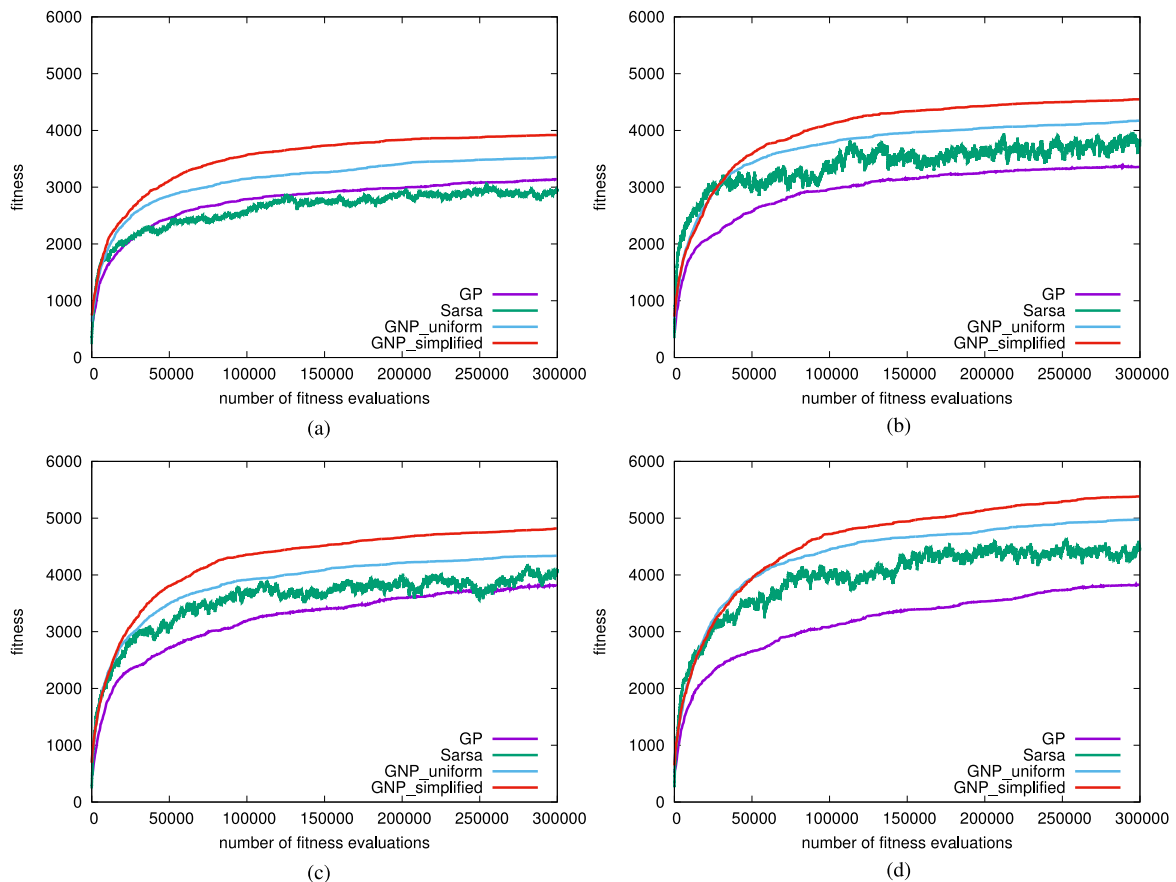 6000
5000
4000
3000
2000
1000
0
fitness
GP
Sarsa
GNP_uniform
GNP_simplified
0 50000 100000 150000 200000 250000 300000
number of fitness evaluations
(a)
6000
5000
4000
3000
2000
1000
0
fitness
GP
Sarsa
GNP_uniform
GNP_simplified
0 50000 100000 150000 200000 250000 300000
number of fitness evaluations
(b)
6000
5000
4000
3000
2000
1000
0
fitness
GP
Sarsa
GNP_uniform
GNP_simplified
0 50000 100000 150000 200000 250000 300000
number of fitness evaluations
(c)
6000
5000
4000
3000
2000
1000
0
fitness
GP
Sarsa
GNP_uniform
GNP_simplified
0 50000 100000 150000 200000 250000 300000
number of fitness evaluations
(d)